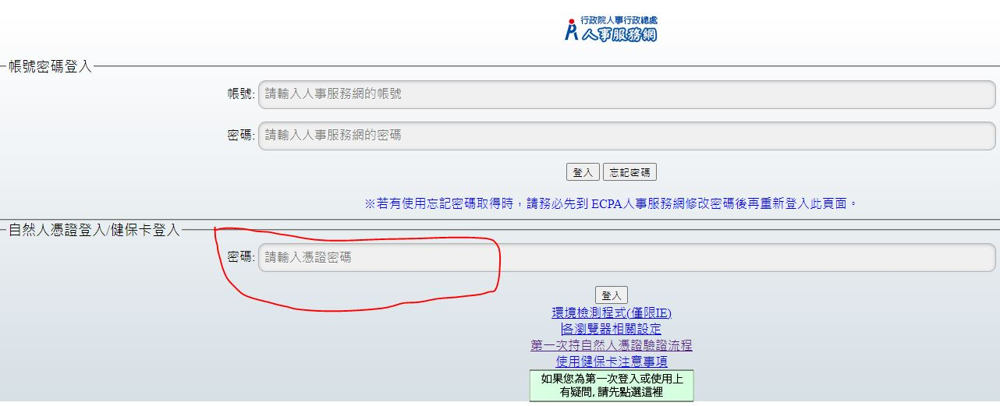 行政院人事行政總處
人事服務網
帳號密碼登入
帳號: 請輸入人事服務網的帳號
密碼: 請輸入人事服務網的密碼
登入 忘記密碼
※若有使用忘記密碼取得時，請務必先到 ECPA人事服務網修改密碼後再重新登入此頁面。
自然人憑證登入/健保卡登入
密碼: 請輸入憑證密碼
登入
環境檢測程式(僅限IE)
各瀏覽器相關設定
第一次持自然人憑證驗證流程
使用健保卡注意事項
如果您為第一次登入或使用上
有疑問, 請先點選這裡